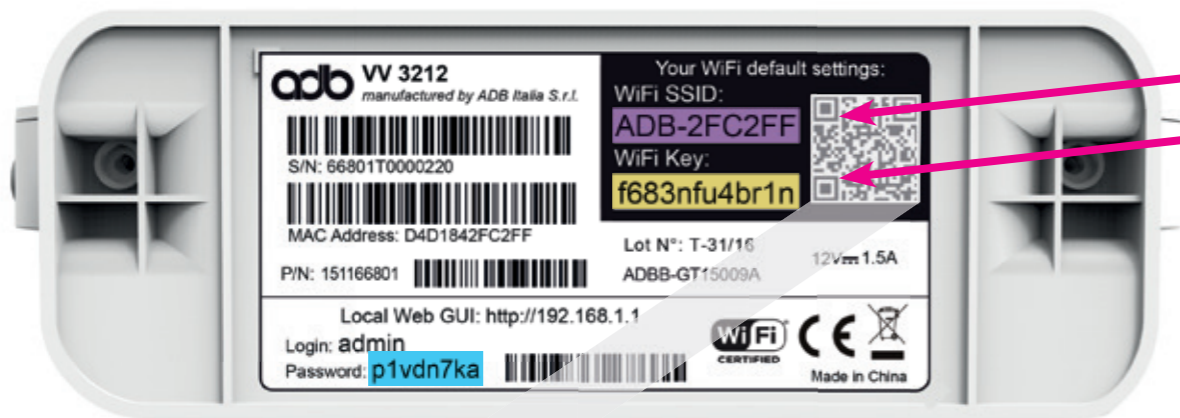 adb VV 3212
manufactured by ADB Italia S.r.l.
S/N: 66801T0000220
MAC Address: D4D1842FC2FF
P/N: 151166801
Your WiFi default settings:
WiFi SSID:
ADB-2FC2FF
WiFi Key:
f683nfu4br1n
Lot N°: T-31/16
ADBB-GT15009A
12V 1.5A
Local Web GUI: http://192.168.1.1
Login: admin
Password: p1vdn7ka
WiFi
CERTIFIED
CE
Made in China